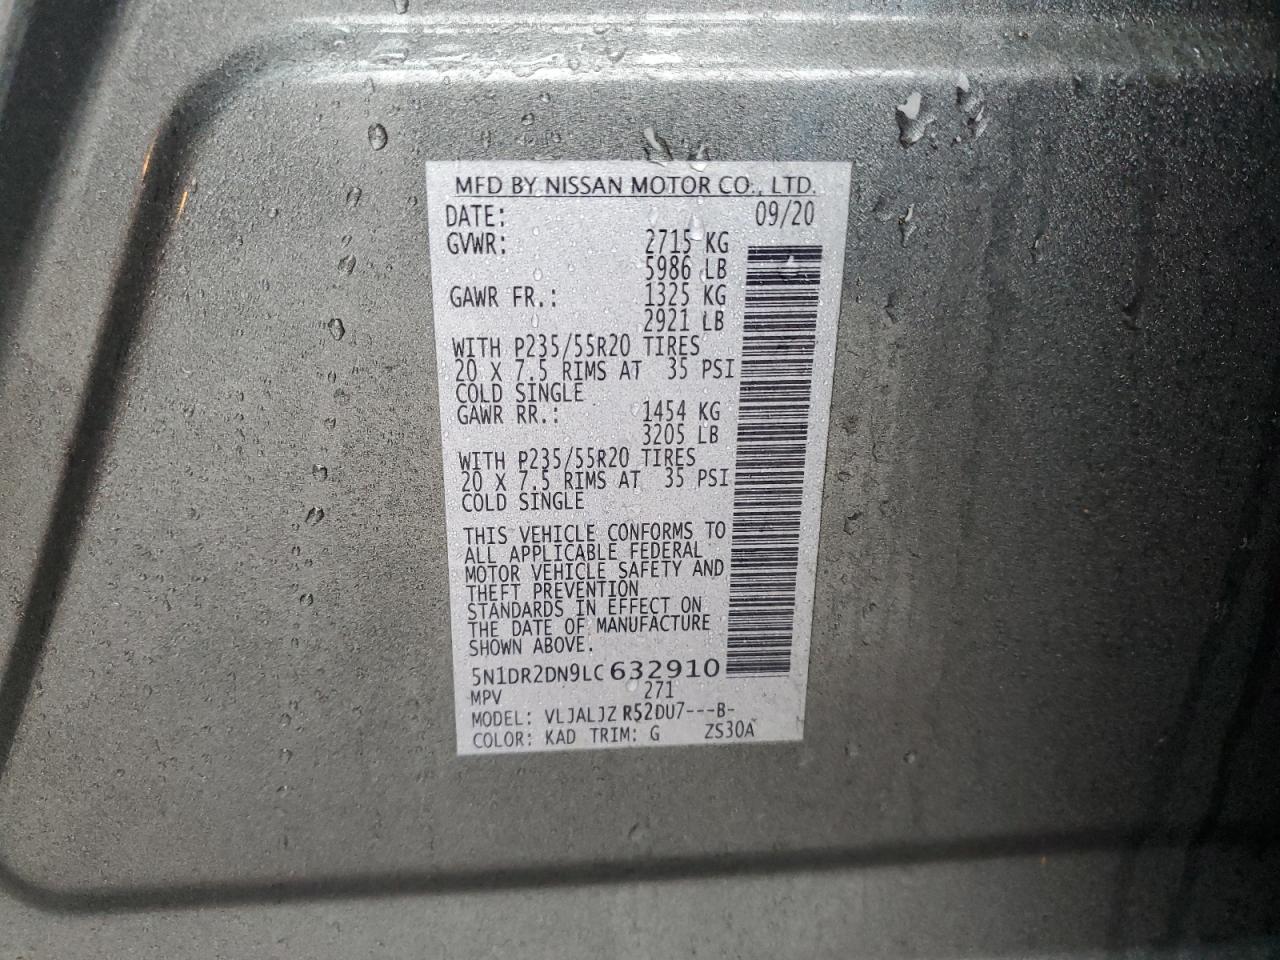 MFD BY NISSAN MOTOR CO., LTD.
DATE: 09/20
GVWR: 2715 KG
5986 LB
GAWR FR.: 1325 KG
2921 LB
WITH P235/55R20 TIRES
20 X 7.5 RIMS AT 35 PSI
COLD SINGLE
GAWR RR.: 1454 KG
3205 LB
WITH P235/55R20 TIRES
20 X 7.5 RIMS AT 35 PSI
COLD SINGLE
THIS VEHICLE CONFORMS TO
ALL APPLICABLE FEDERAL
MOTOR VEHICLE SAFETY AND
THEFT PREVENTION
STANDARDS IN EFFECT ON
THE DATE OF MANUFACTURE
SHOWN ABOVE.
5N1DR2DN9LC632910
MPV 271
MODEL: VLJALJZ R52DU7---B-
COLOR: KAD TRIM: G ZS30A